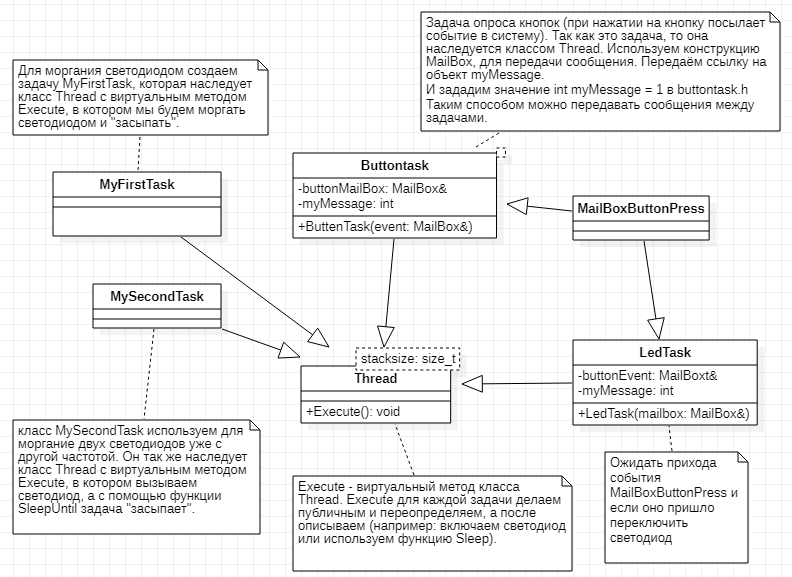 Задача опроса кнопок (при нажатии на кнопку посылает
событие в систему). Так как это задача, то она
наследуется классом Thread. Используем конструкцию
MailBox, для передачи сообщения. Передаём ссылку на
объект myMessage.
И зададим значение int myMessage = 1 в buttontask.h
Таким способом можно передавать сообщения между
задачами.
Для моргания светодиодом создаем
задачу MyFirstTask, которая наследует
класс Thread с виртуальным методом
Execute, в котором мы будем моргать
светодиодом и "засыпать".
MyFirstTask
Buttontask
-buttonMailBox: MailBox&
-myMessage: int
+ButtenTask(event: MailBox&)
MailBoxButtonPress
MySecondTask
stacksize: size_t
Thread
+Execute(): void
LedTask
-buttonEvent: MailBoxt&
-myMessage: int
+LedTask(mailbox: MailBox&)
класс MySecondTask используем для
моргание двух светодиодов уже с
другой частотой. Он так же наследует
класс Thread с виртуальным методом
Execute, в котором вызываем
светодиод, а с помощью функции
SleepUntil задача "засыпает".
Execute - виртуальный метод класса
Thread. Execute для каждой задачи делаем
публичным и переопределяем, а после
описываем (например: включаем светодиод
или используем функцию Sleep).
Ожидать прихода
события
MailBoxButtonPress и
если оно пришло
переключить
светодиод